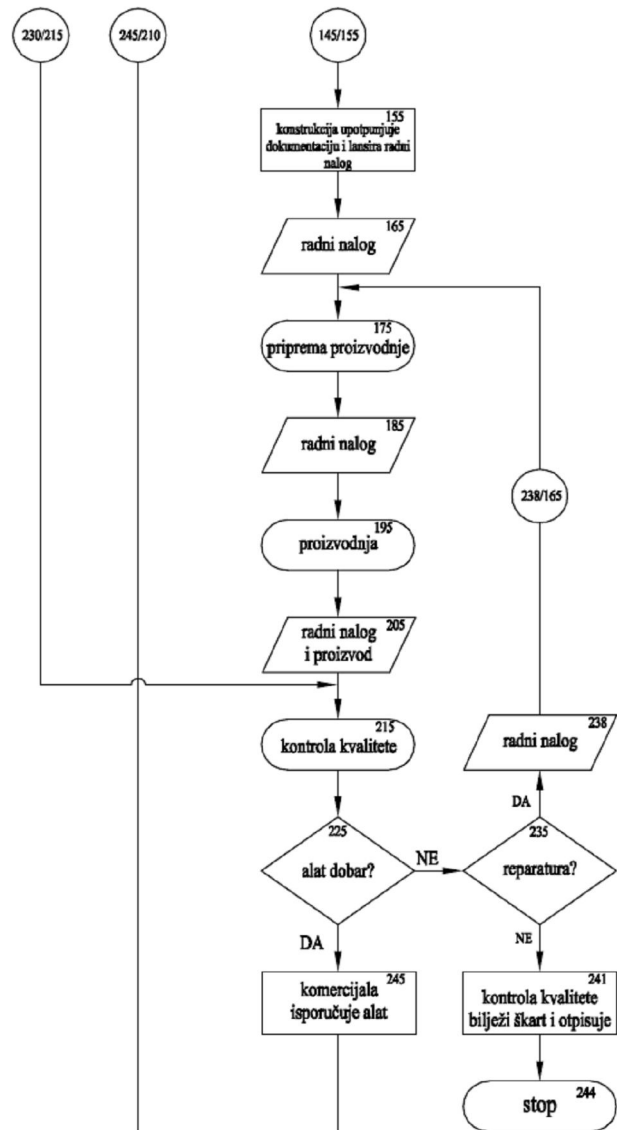 230/215
245/210
145/155
155
konstrukcija upotpunjuje
dokumentaciju i lansira radni
nalog
165
radni nalog
175
priprema proizvodnje
185
radni nalog
238/165
195
proizvodnja
205
radni nalog
i proizvod
215
kontrola kvalitete
238
radni nalog
DA
225
alat dobar?
NE
235
reparatura?
DA
NE
245
komercijala
isporučuje alat
241
kontrola kvalitete
bilježi škart i otpisuje
244
stop